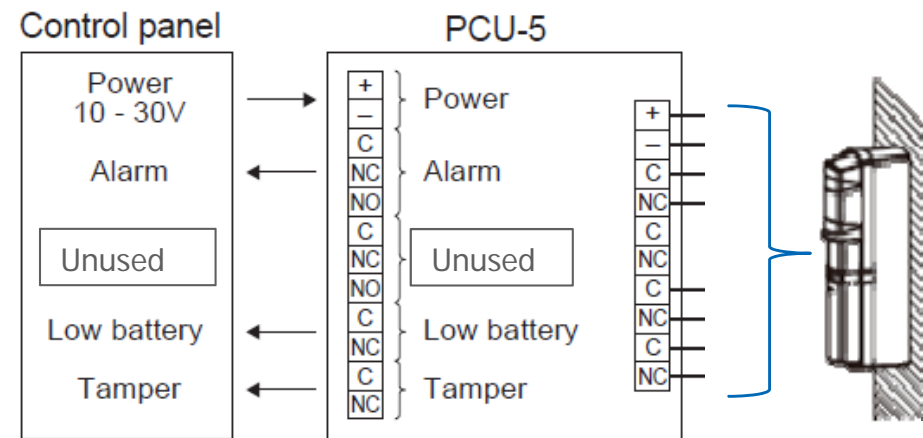 Control panel
PCU-5
Power
10 - 30V
Alarm
Unused
Low battery
Tamper
+
–
C
NC
NO
C
NC
NO
C
NC
C
NC
Power
Alarm
Unused
Low battery
Tamper
+
–
C
NC
C
NC
C
NC
C
NC